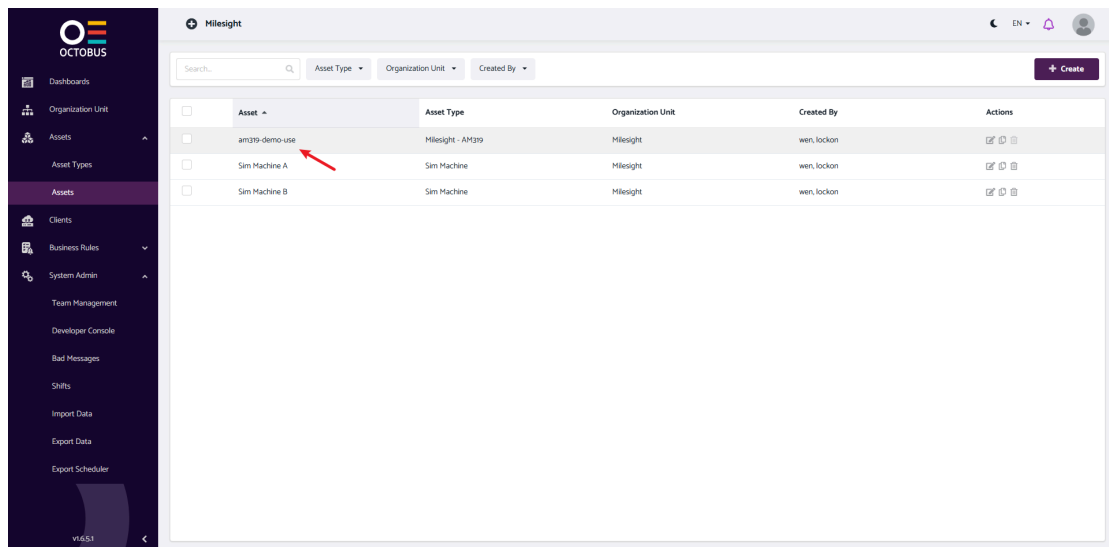 OCTOBUS
Dashboards
Organization Unit
Assets
Asset Types
Assets
Clients
Business Rules
System Admin
Team Management
Developer Console
Bad Messages
Shifts
Import Data
Export Data
Export Scheduler
v1.6.5.1
Milesight
EN
Search...
Asset Type
Organization Unit
Created By
+ Create
Asset Asset Type Organization Unit Created By Actions
am319-demo-use Milesight - AM319 Milesight wen, lockon
Sim Machine A Sim Machine Milesight wen, lockon
Sim Machine B Sim Machine Milesight wen, lockon